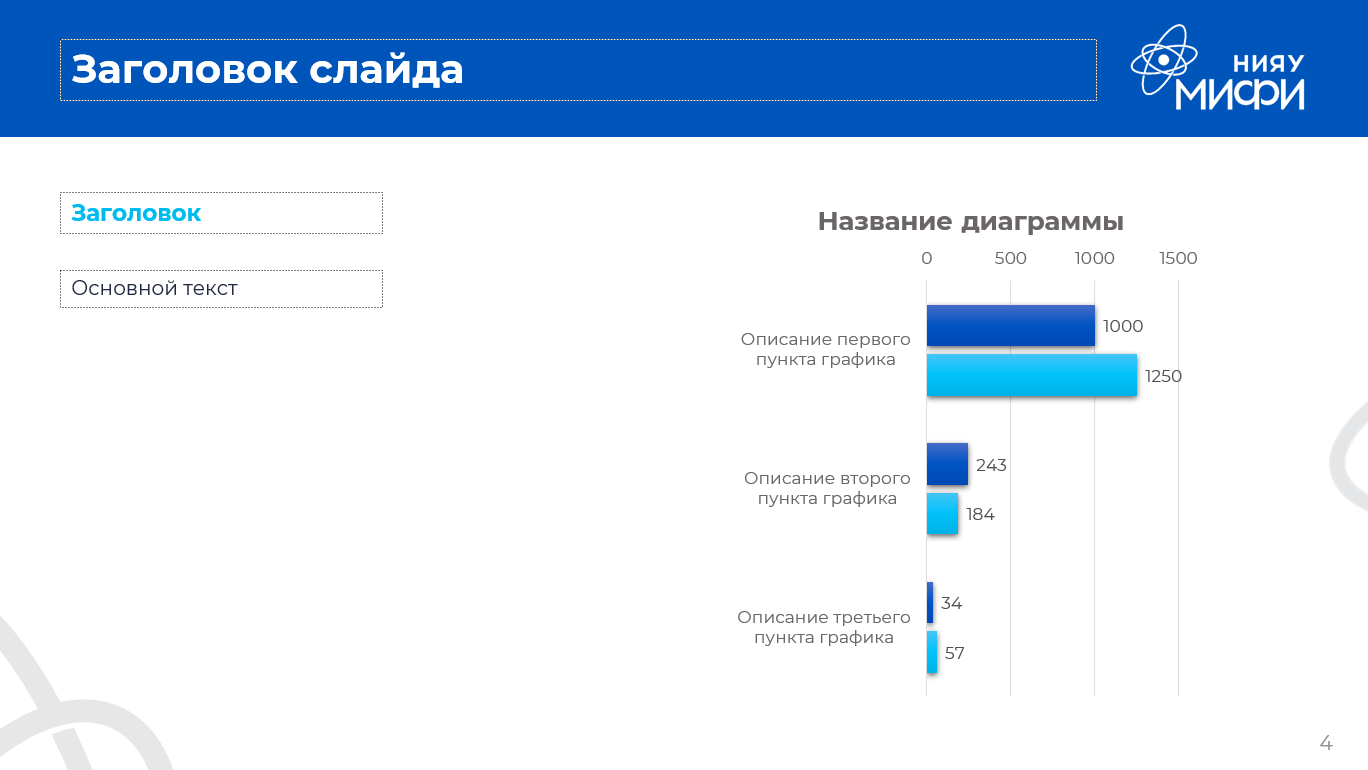 Заголовок слайда
НИЯУ
МИФИ
Заголовок
Основной текст
Название диаграммы
0 500 1000 1500
Описание первого
пункта графика
1000
1250
Описание второго
пункта графика
243
184
Описание третьего
пункта графика
34
57
4